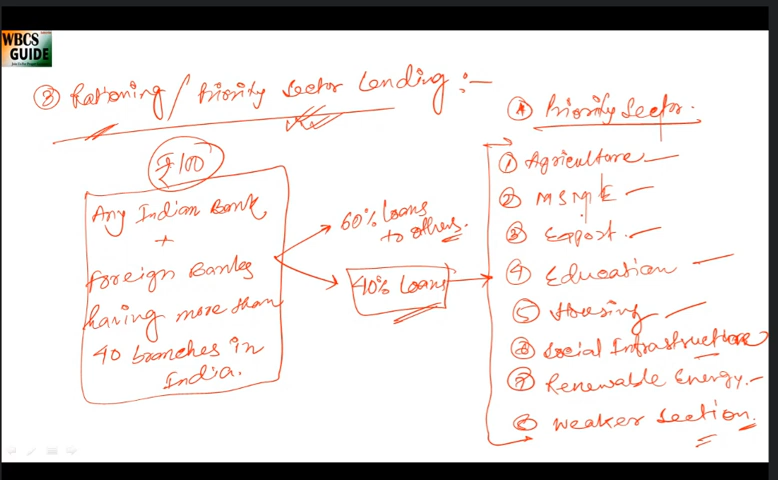 WBCS
GUIDE
③ Rationing / Priority Sector Lending :-
₹100
Any Indian Bank
+
Foreign Banks
having more than
40 branches in
India.
60% loans
to others.
40% loans
Priority Sector.
① Agriculture
② MSME
③ Export
④ Education
⑤ Housing
⑥ Social Infrastructure
⑦ Renewable Energy.
⑧ Weaker Section.